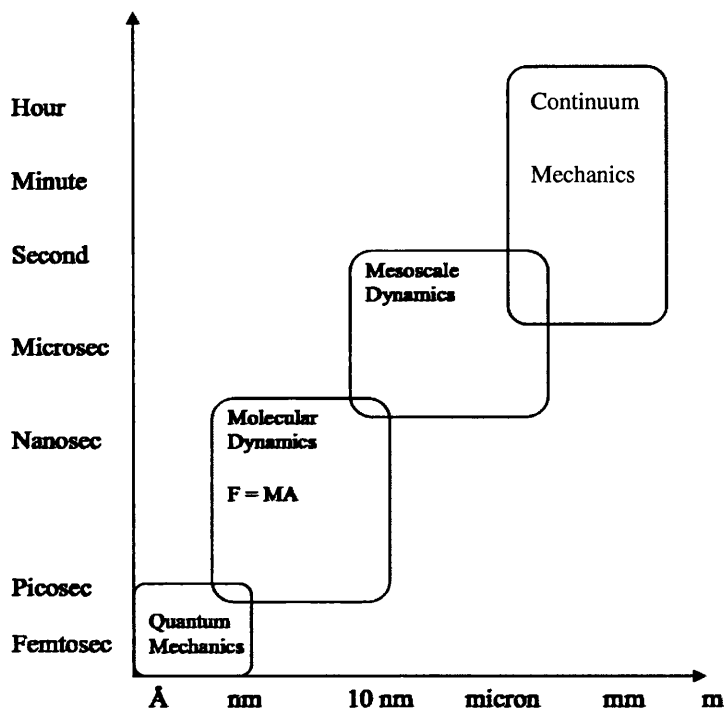 Hour
Minute
Second
Microsec
Nanosec
Picosec
Femtosec
Continuum
Mechanics
Mesoscale
Dynamics
Molecular
Dynamics
F = MA
Quantum
Mechanics
Å nm 10 nm micron mm m